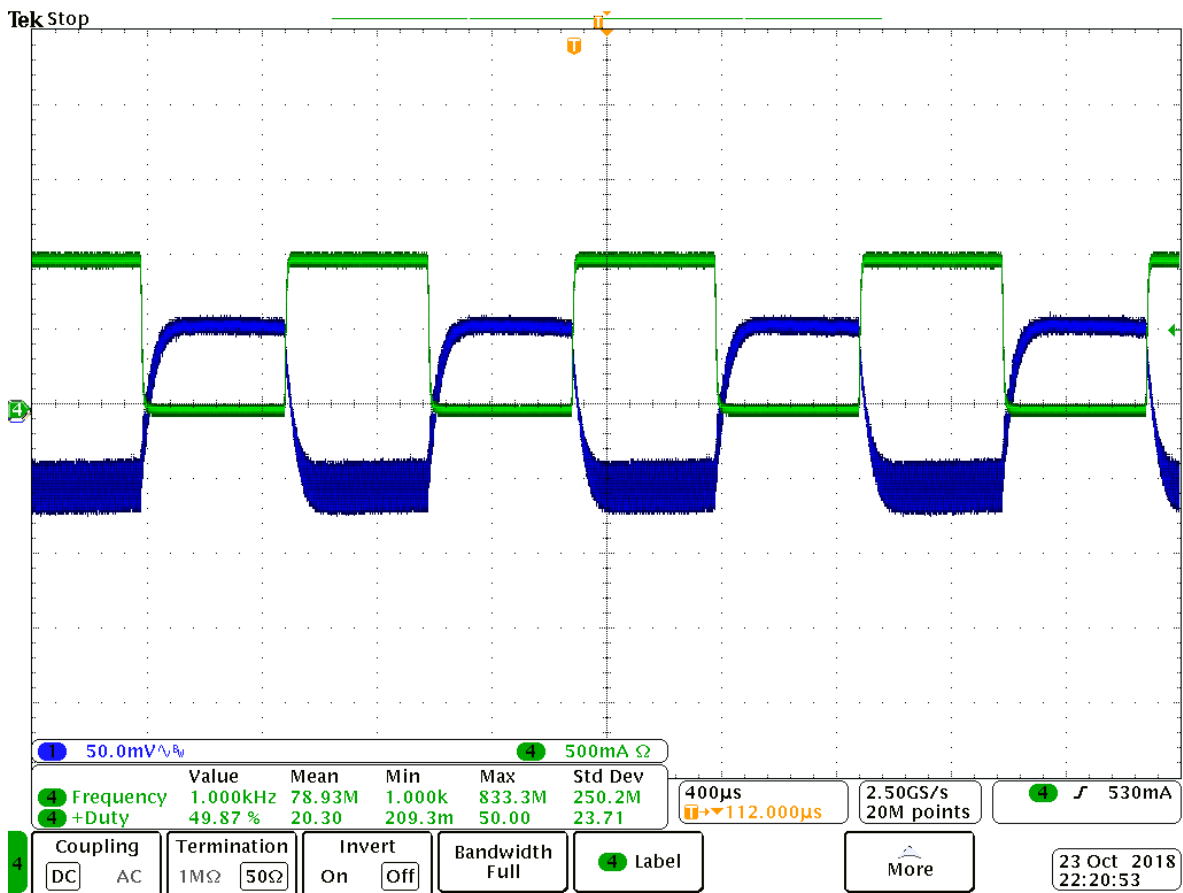 Tek Stop
T
T
4
1 50.0mV∿BW 4 500mA Ω
Value Mean Min Max Std Dev
4 Frequency 1.000kHz 78.93M 1.000k 833.3M 250.2M
4 +Duty 49.87 % 20.30 209.3m 50.00 23.71
400µs
T→▼112.000µs
2.50GS/s
20M points
4 ∫ 530mA
4
Coupling
DC AC
Termination
1MΩ 50Ω
Invert
On Off
Bandwidth
Full
4 Label
More
23 Oct 2018
22:20:53